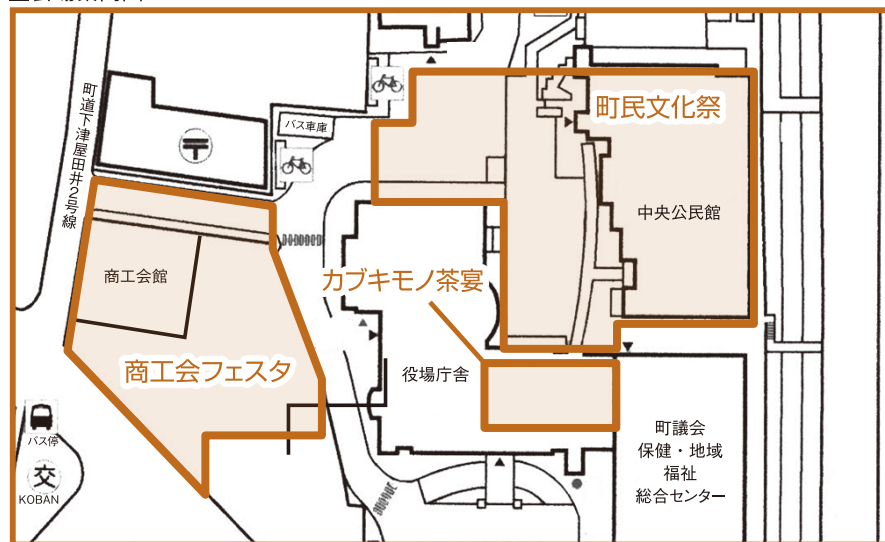 町道下津屋田井2号線
バス車庫
町民文化祭
中央公民館
商工会館
カブキモノ茶宴
商工会フェスタ
役場庁舎
バス停
交
KOBAN
町議会
保健・地域
福祉
総合センター